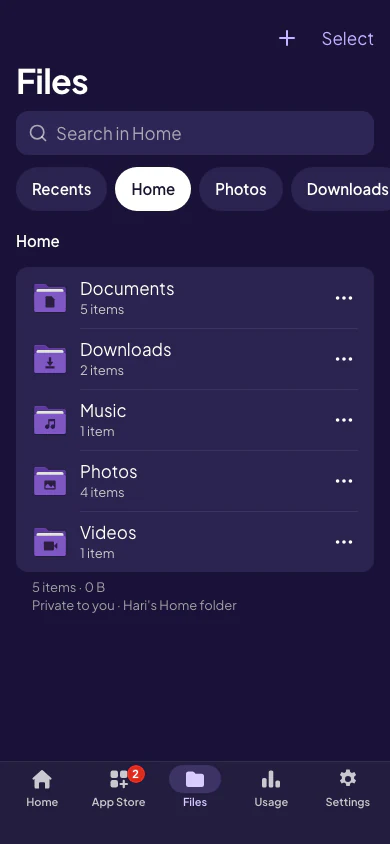 Select
Files
Search in Home
Recents Home Photos Downloads
Home
Documents
5 items
Downloads
2 items
Music
1 item
Photos
4 items
Videos
1 item
5 items · 0 B
Private to you · Hari's Home folder
2
Home App Store Files Usage Settings